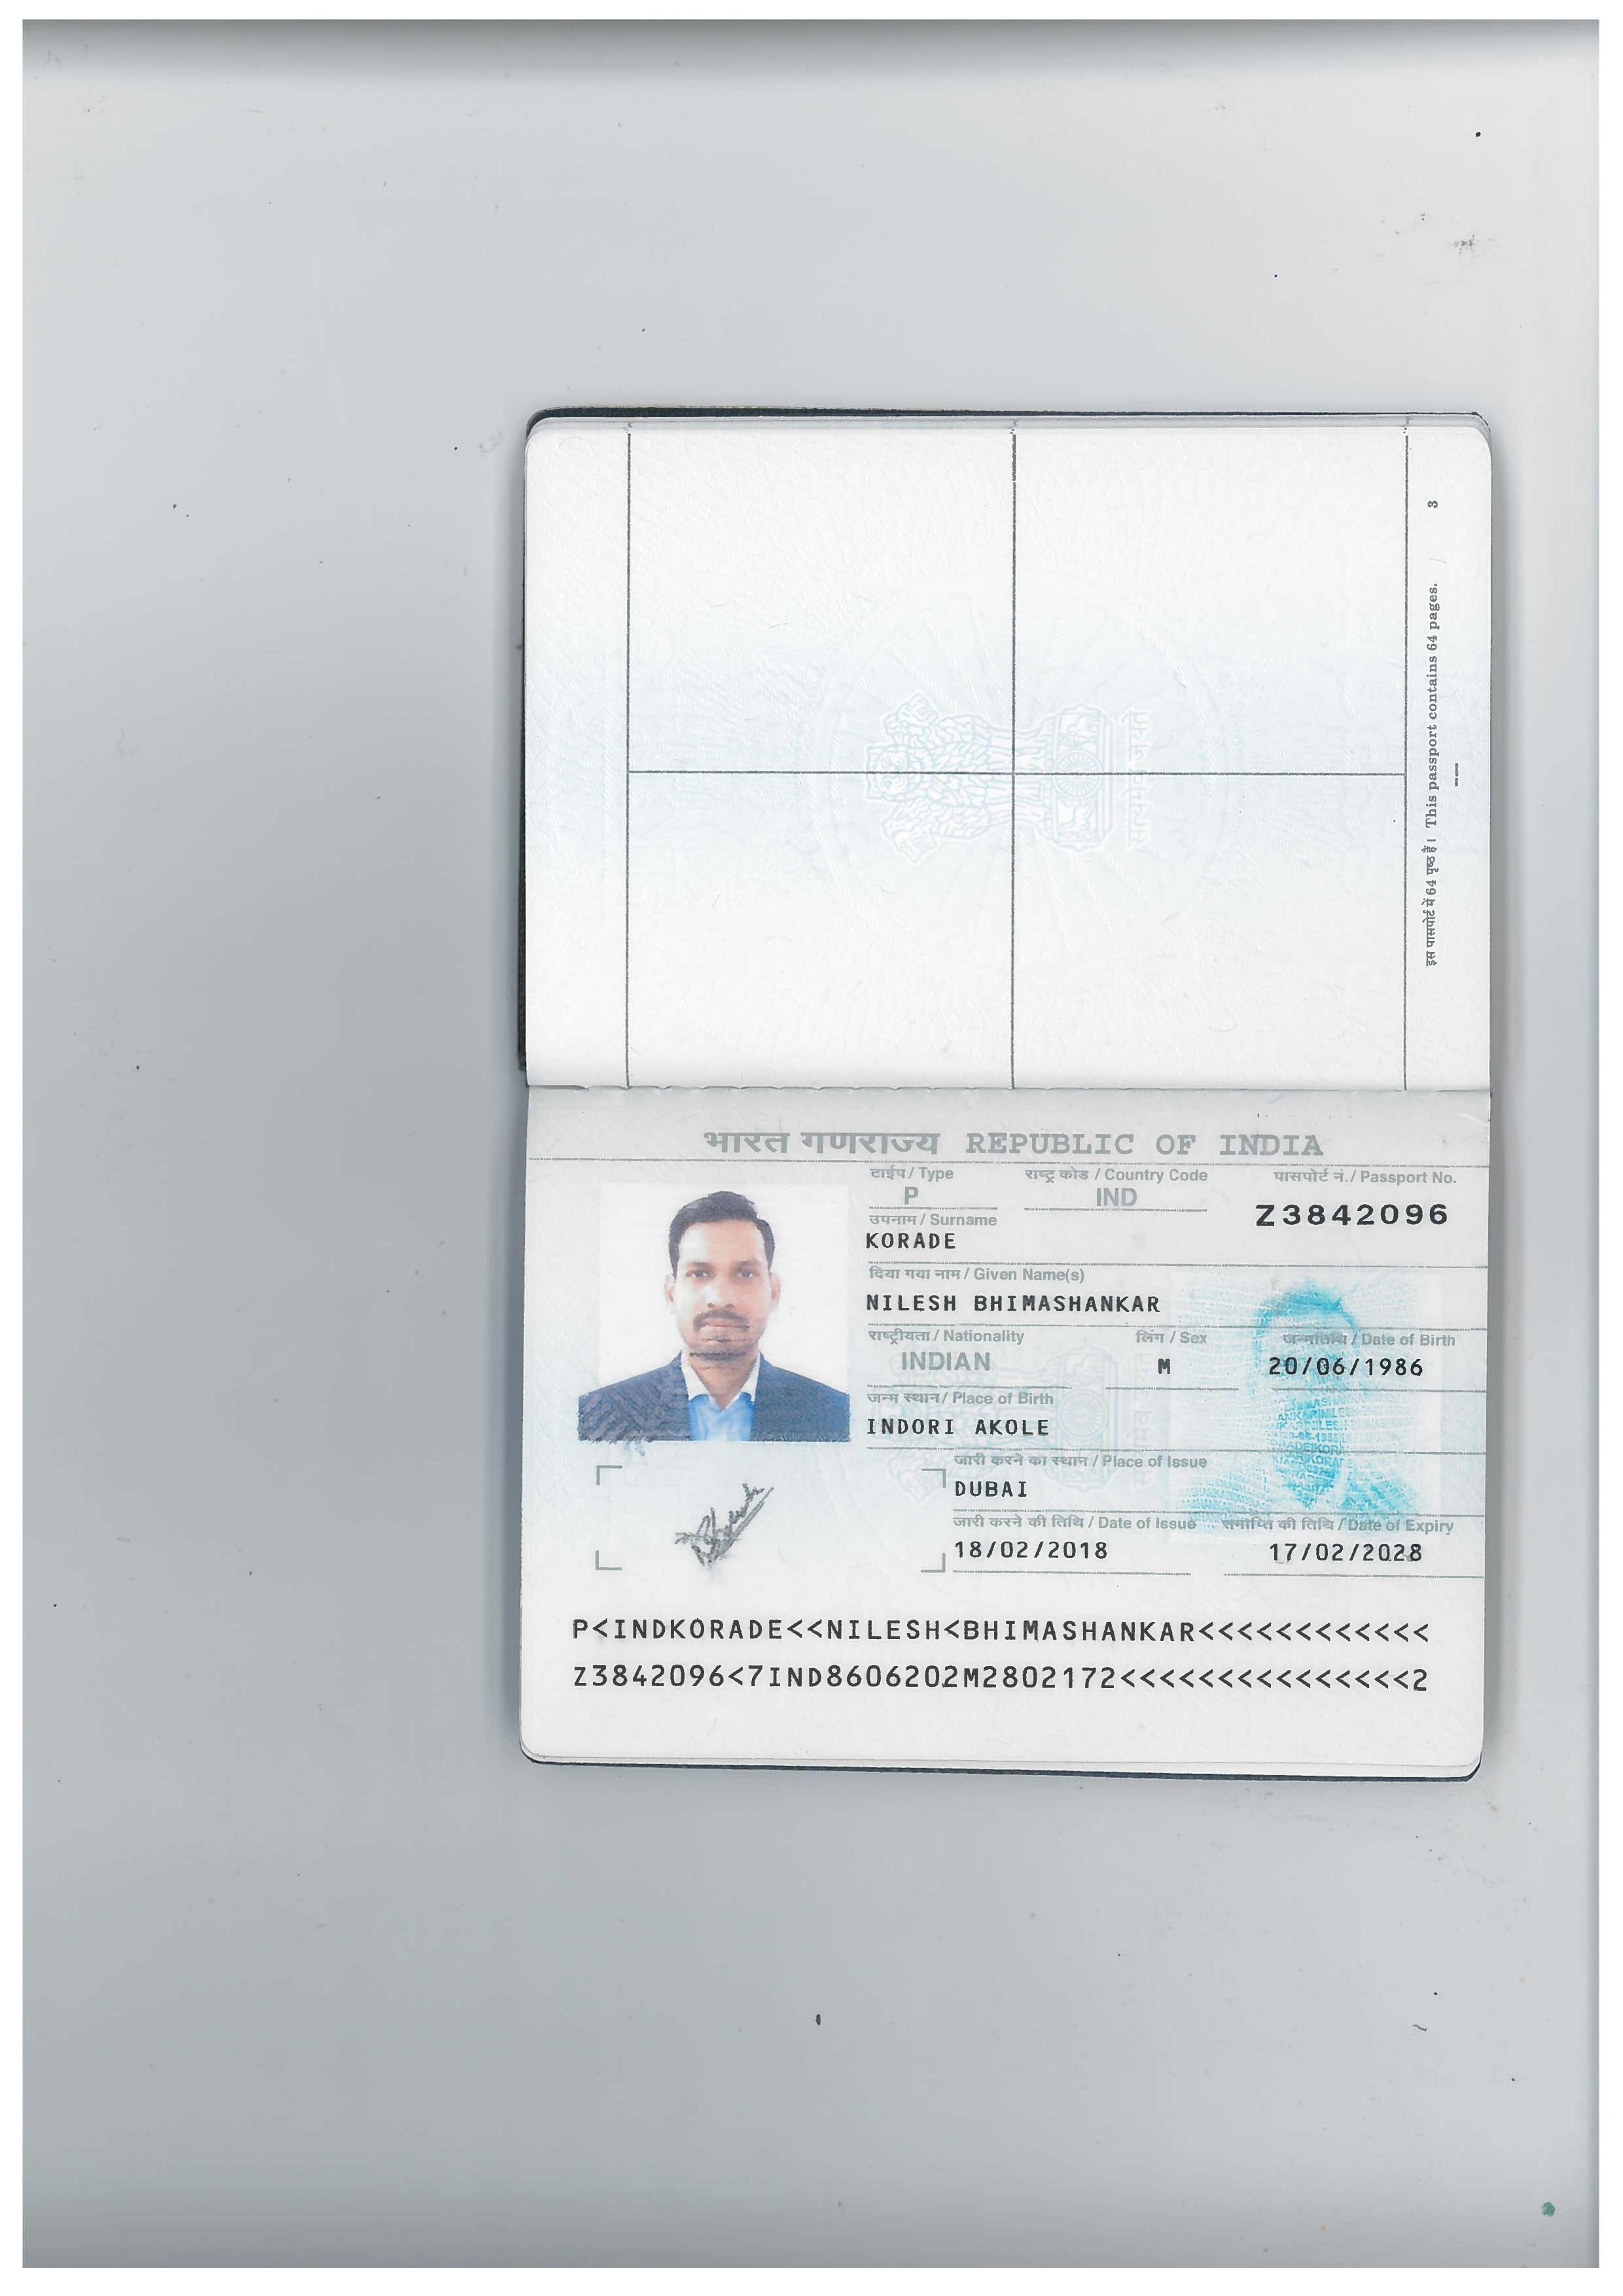 3
इस पासपोर्ट में 64 पृष्ठ हैं। This passport contains 64 pages.
भारत गणराज्य REPUBLIC OF INDIA
टाईप / Type राष्ट्र कोड / Country Code पासपोर्ट नं. / Passport No.
P IND Z3842096
उपनाम / Surname
KORADE
दिया गया नाम / Given Name(s)
NILESH BHIMASHANKAR
राष्ट्रीयता / Nationality लिंग / Sex जन्मतिथि / Date of Birth
INDIAN M 20/06/1986
जन्म स्थान / Place of Birth
INDORI AKOLE
जारी करने का स्थान / Place of Issue
DUBAI
जारी करने की तिथि / Date of Issue समाप्ति की तिथि / Date of Expiry
18/02/2018 17/02/2028
P<INDKORADE<<NILESH<BHIMASHANKAR<<<<<<<<<<<<
Z3842096<7IND8606202M2802172<<<<<<<<<<<<<<<2